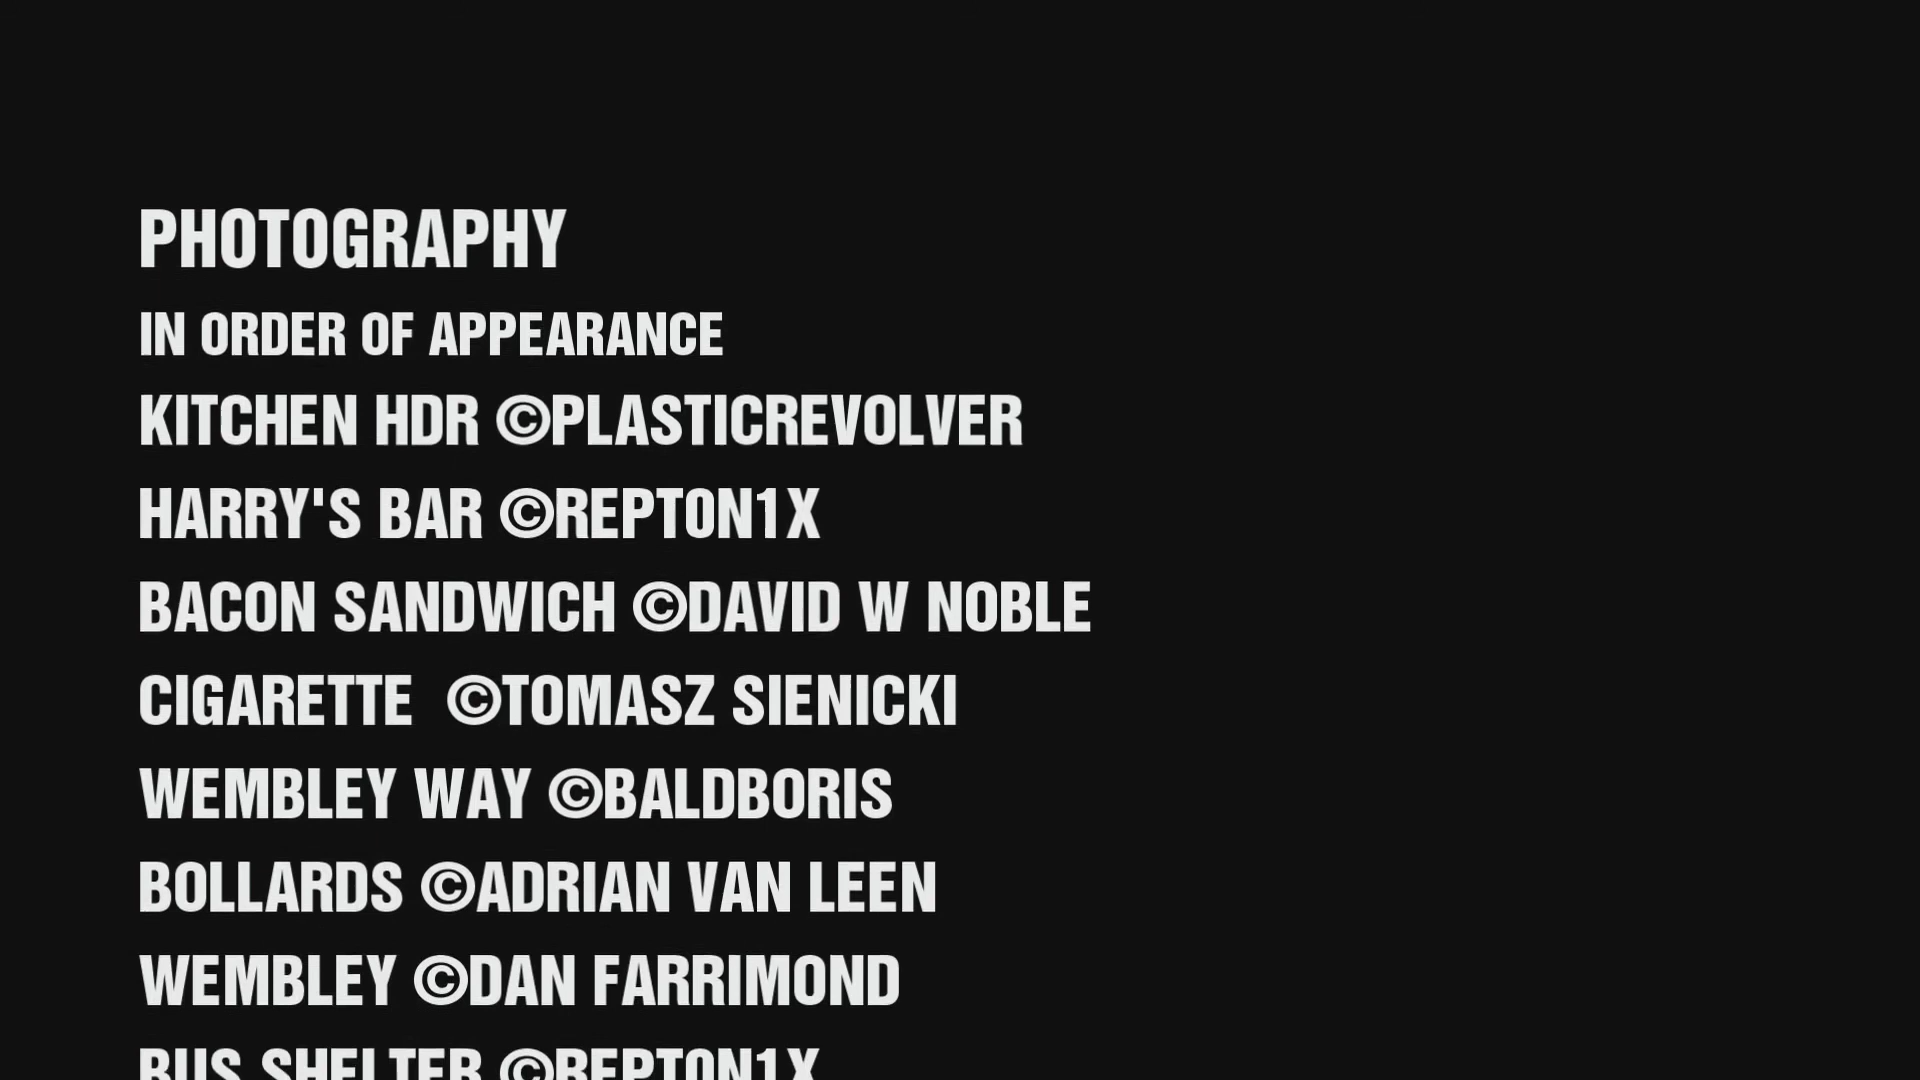 PHOTOGRAPHY
IN ORDER OF APPEARANCE
KITCHEN HDR ©PLASTICREVOLVER
HARRY'S BAR ©REPTON1X
BACON SANDWICH ©DAVID W NOBLE
CIGARETTE  ©TOMASZ SIENICKI
WEMBLEY WAY ©BALDBORIS
BOLLARDS ©ADRIAN VAN LEEN
WEMBLEY ©DAN FARRIMOND
BUS SHELTER ©REPTON1X